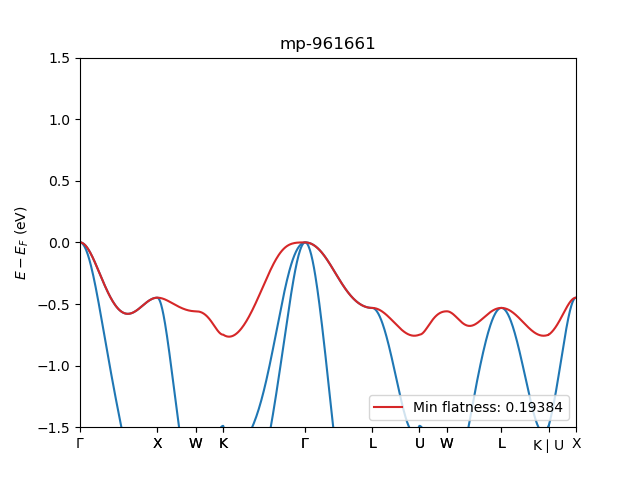 mp-961661
E − E_F (eV)
1.5
1.0
0.5
0.0
−0.5
−1.0
−1.5
Min flatness: 0.19384
Γ X W K Γ L U W L K | U X